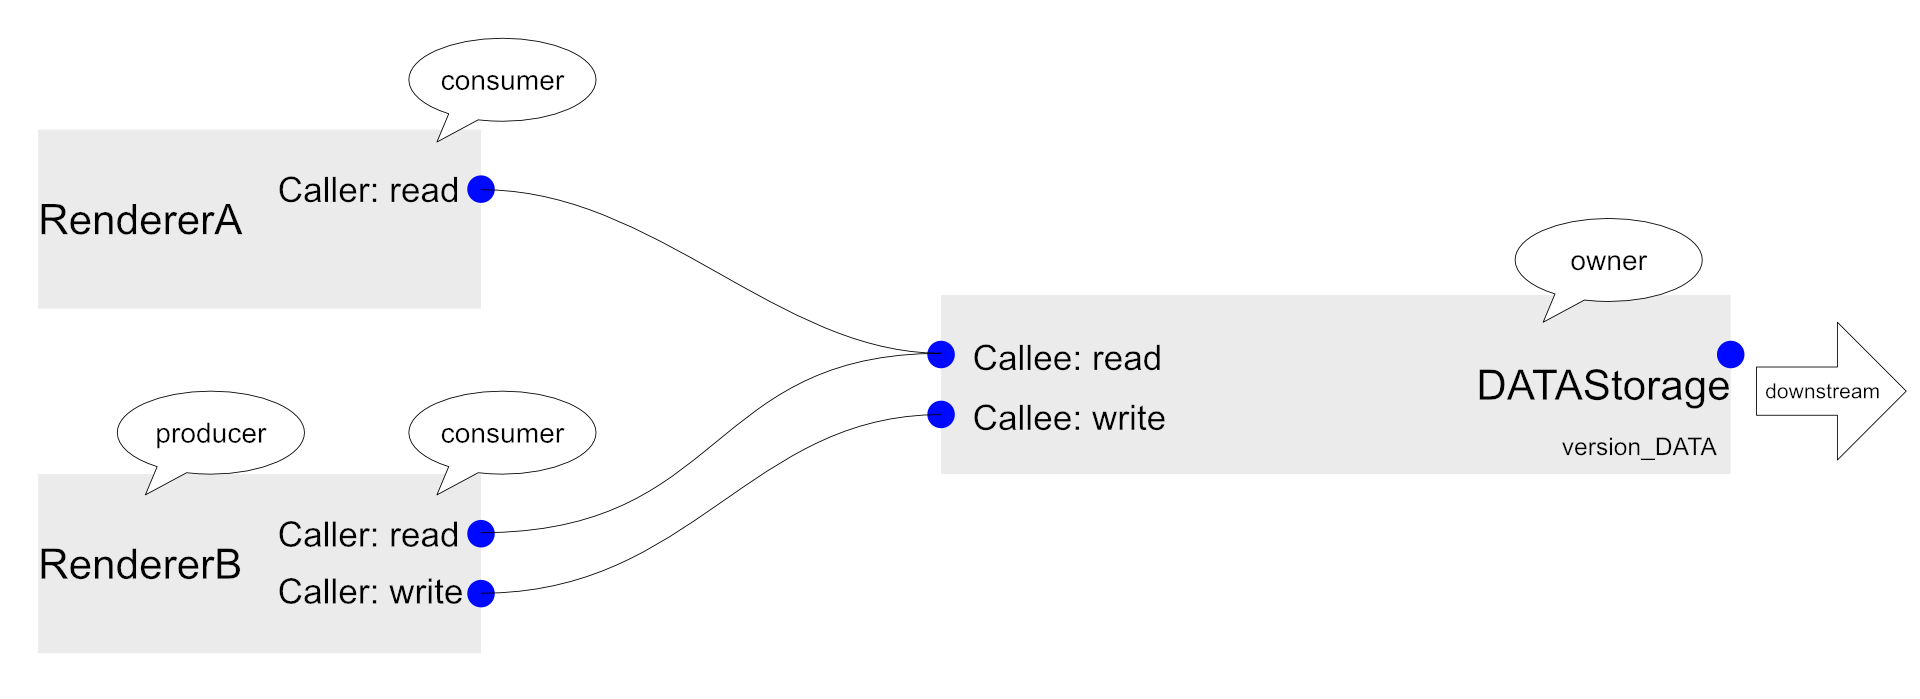 consumer
Caller: read
RendererA
owner
Callee: read
DATAStorage
downstream
Callee: write
version_DATA
producer
consumer
Caller: read
RendererB
Caller: write